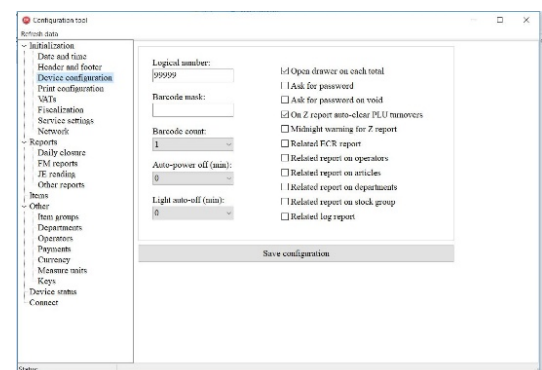 Configuration tool
Refresh data
Initialization
Date and time
Header and footer
Device configuration
Print configuration
VATs
Fiscalization
Service settings
Network
Reports
Daily closure
FM reports
JE reading
Other reports
Items
Other
Item groups
Departments
Operators
Payments
Currency
Measure units
Keys
Device status
Connect
Logical number:
99999
Barcode mask:
Barcode count:
1
Auto-power off (min):
0
Light auto-off (min):
0
Open drawer on each total
Ask for password
Ask for password on void
On Z report auto-clear PLU turnovers
Midnight warning for Z report
Related ECR report
Related report on operators
Related report on articles
Related report on departments
Related report on stock group
Related log report
Save configuration
Status: